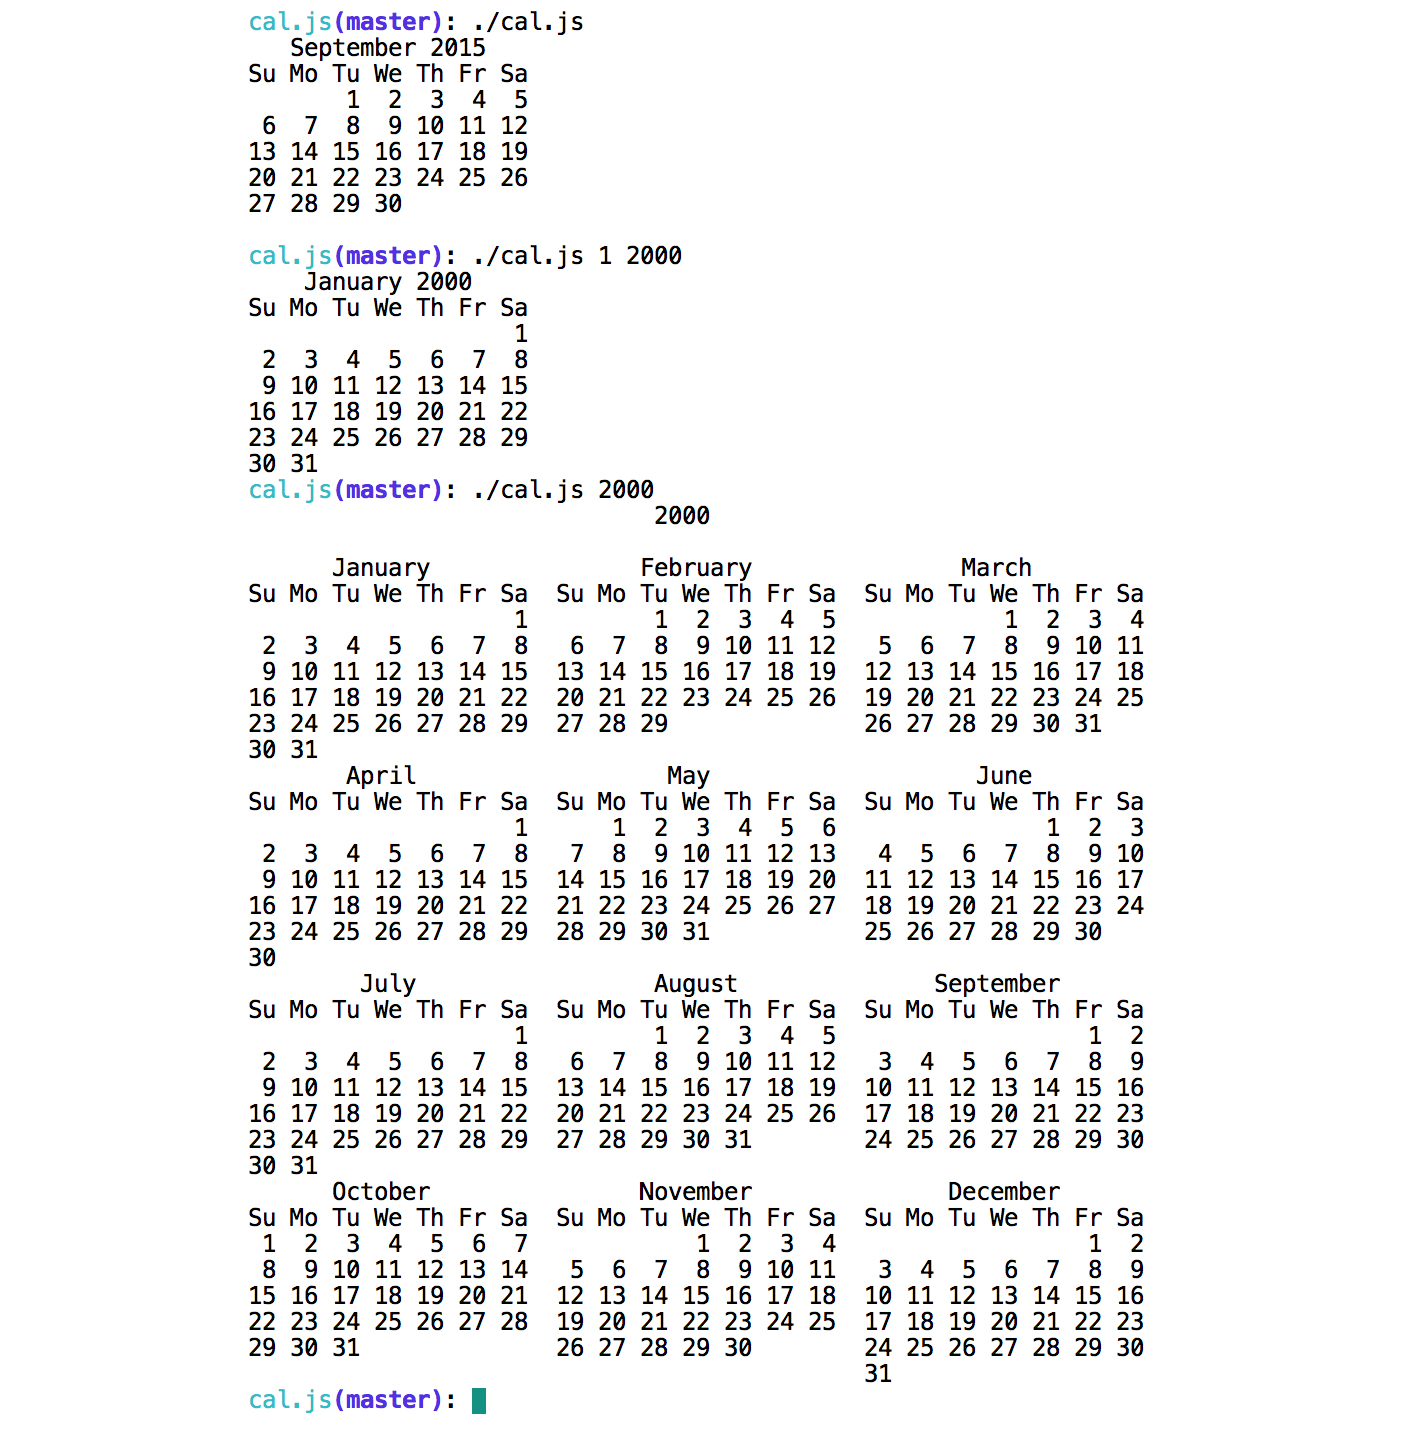 cal.js(master): ./cal.js
   September 2015
Su Mo Tu We Th Fr Sa
       1  2  3  4  5
 6  7  8  9 10 11 12
13 14 15 16 17 18 19
20 21 22 23 24 25 26
27 28 29 30

cal.js(master): ./cal.js 1 2000
    January 2000
Su Mo Tu We Th Fr Sa
                   1
 2  3  4  5  6  7  8
 9 10 11 12 13 14 15
16 17 18 19 20 21 22
23 24 25 26 27 28 29
30 31
cal.js(master): ./cal.js 2000
                             2000

      January               February               March
Su Mo Tu We Th Fr Sa  Su Mo Tu We Th Fr Sa  Su Mo Tu We Th Fr Sa
                   1         1  2  3  4  5            1  2  3  4
 2  3  4  5  6  7  8   6  7  8  9 10 11 12   5  6  7  8  9 10 11
 9 10 11 12 13 14 15  13 14 15 16 17 18 19  12 13 14 15 16 17 18
16 17 18 19 20 21 22  20 21 22 23 24 25 26  19 20 21 22 23 24 25
23 24 25 26 27 28 29  27 28 29              26 27 28 29 30 31
30 31
       April                  May                   June
Su Mo Tu We Th Fr Sa  Su Mo Tu We Th Fr Sa  Su Mo Tu We Th Fr Sa
                   1      1  2  3  4  5  6               1  2  3
 2  3  4  5  6  7  8   7  8  9 10 11 12 13   4  5  6  7  8  9 10
 9 10 11 12 13 14 15  14 15 16 17 18 19 20  11 12 13 14 15 16 17
16 17 18 19 20 21 22  21 22 23 24 25 26 27  18 19 20 21 22 23 24
23 24 25 26 27 28 29  28 29 30 31           25 26 27 28 29 30
30
        July                 August              September
Su Mo Tu We Th Fr Sa  Su Mo Tu We Th Fr Sa  Su Mo Tu We Th Fr Sa
                   1         1  2  3  4  5                  1  2
 2  3  4  5  6  7  8   6  7  8  9 10 11 12   3  4  5  6  7  8  9
 9 10 11 12 13 14 15  13 14 15 16 17 18 19  10 11 12 13 14 15 16
16 17 18 19 20 21 22  20 21 22 23 24 25 26  17 18 19 20 21 22 23
23 24 25 26 27 28 29  27 28 29 30 31        24 25 26 27 28 29 30
30 31
      October               November              December
Su Mo Tu We Th Fr Sa  Su Mo Tu We Th Fr Sa  Su Mo Tu We Th Fr Sa
 1  2  3  4  5  6  7            1  2  3  4                  1  2
 8  9 10 11 12 13 14   5  6  7  8  9 10 11   3  4  5  6  7  8  9
15 16 17 18 19 20 21  12 13 14 15 16 17 18  10 11 12 13 14 15 16
22 23 24 25 26 27 28  19 20 21 22 23 24 25  17 18 19 20 21 22 23
29 30 31              26 27 28 29 30        24 25 26 27 28 29 30
                                            31
cal.js(master):